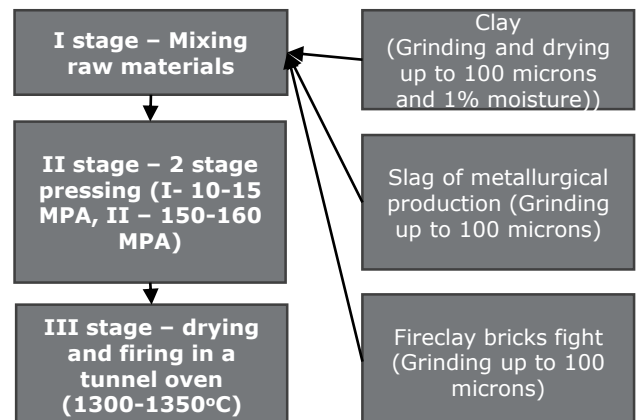 I stage – Mixing
raw materials
II stage – 2 stage
pressing (I- 10-15
MPA, II – 150-160
MPA)
III stage – drying
and firing in a
tunnel oven
(1300-1350ºC)
Clay
(Grinding and drying
up to 100 microns
and 1% moisture))
Slag of metallurgical
production (Grinding
up to 100 microns)
Fireclay bricks fight
(Grinding up to 100
microns)